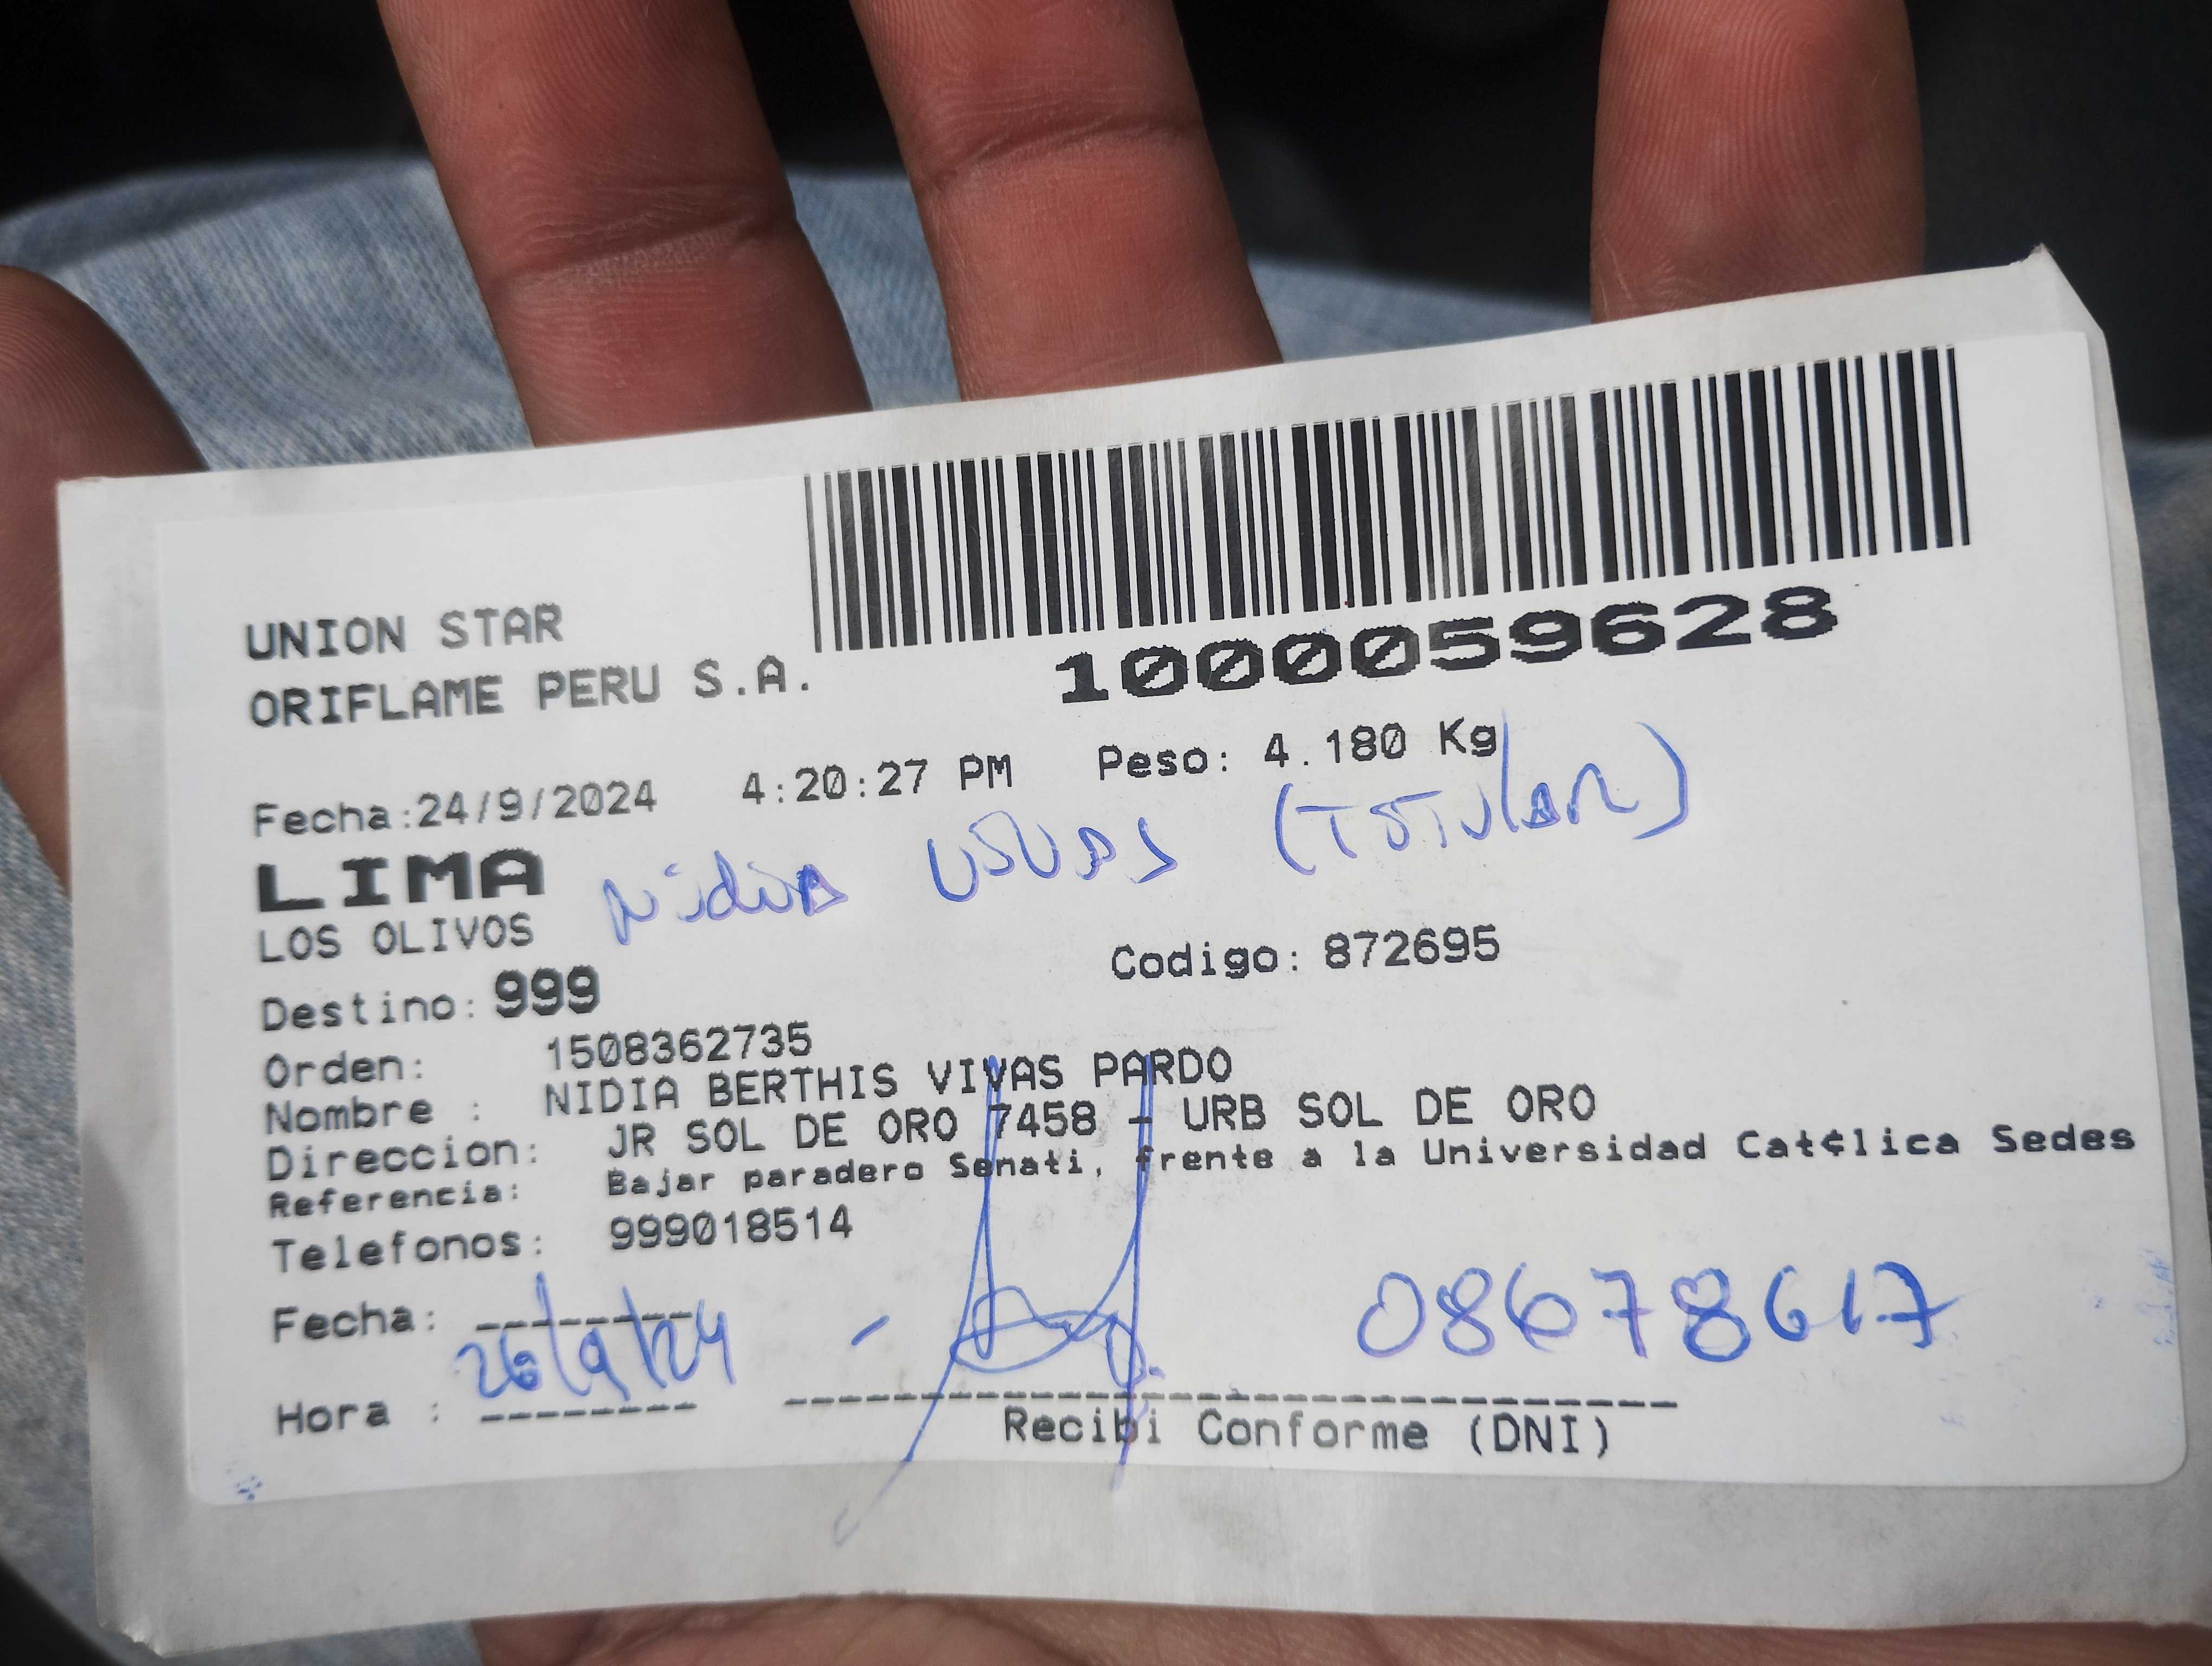 UNION STAR
ORIFLAME PERU S.A.
1000059628
Fecha:24/9/2024 4:20:27 PM Peso: 4.180 Kg
LIMA
Nidia VIVAS (TITULAR)
LOS OLIVOS
Codigo: 872695
Destino: 999
Orden: 1508362735
Nombre : NIDIA BERTHIS VIVAS PARDO
Direccion: JR SOL DE ORO 7458 - URB SOL DE ORO
Referencia: Bajar paradero Senati, frente a la Universidad Cat¢lica Sedes
Telefonos: 999018514
Fecha: 26/9/24
08678617
Hora :
Recibi Conforme (DNI)